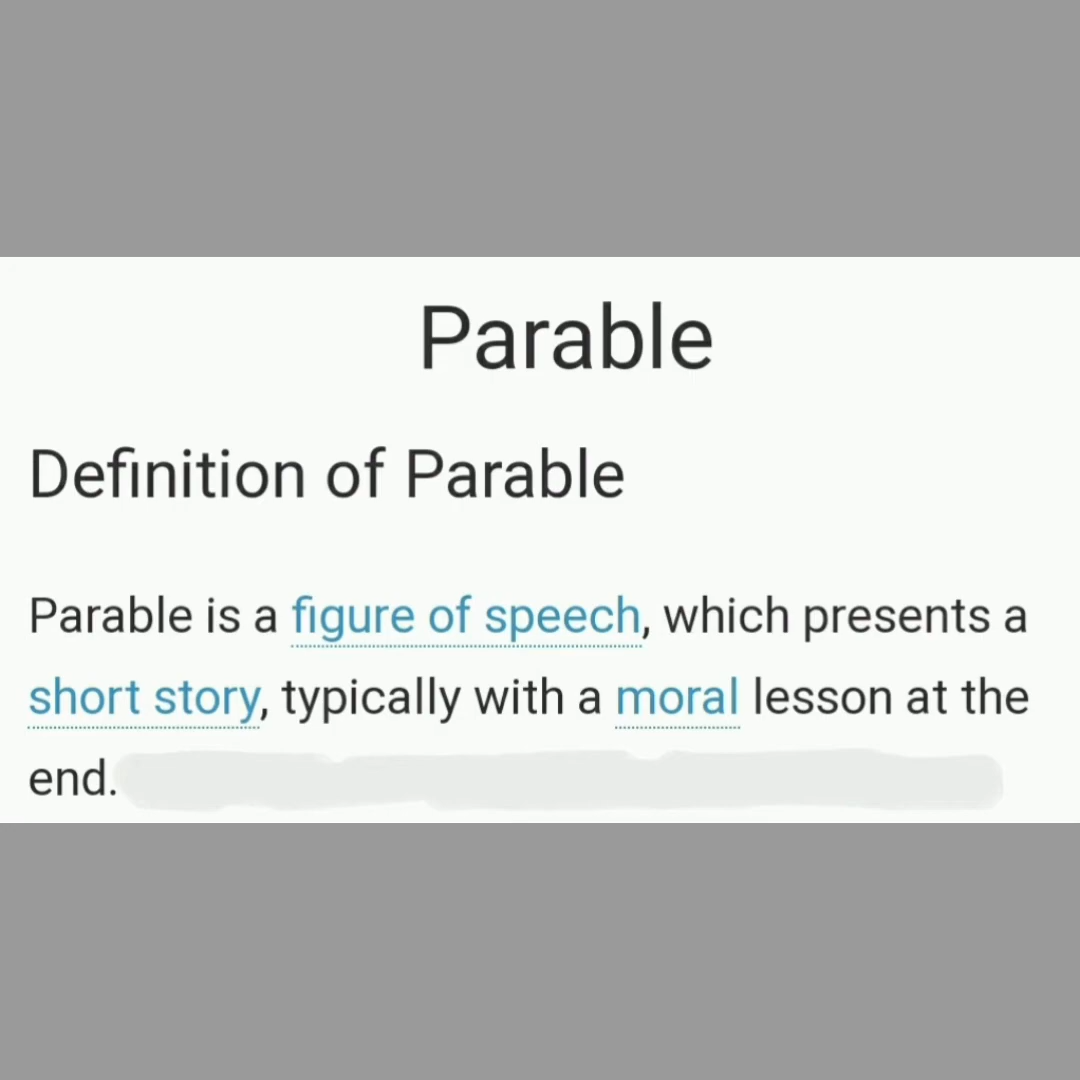 Parable
Definition of Parable
Parable is a figure of speech, which presents a
short story, typically with a moral lesson at the
end.